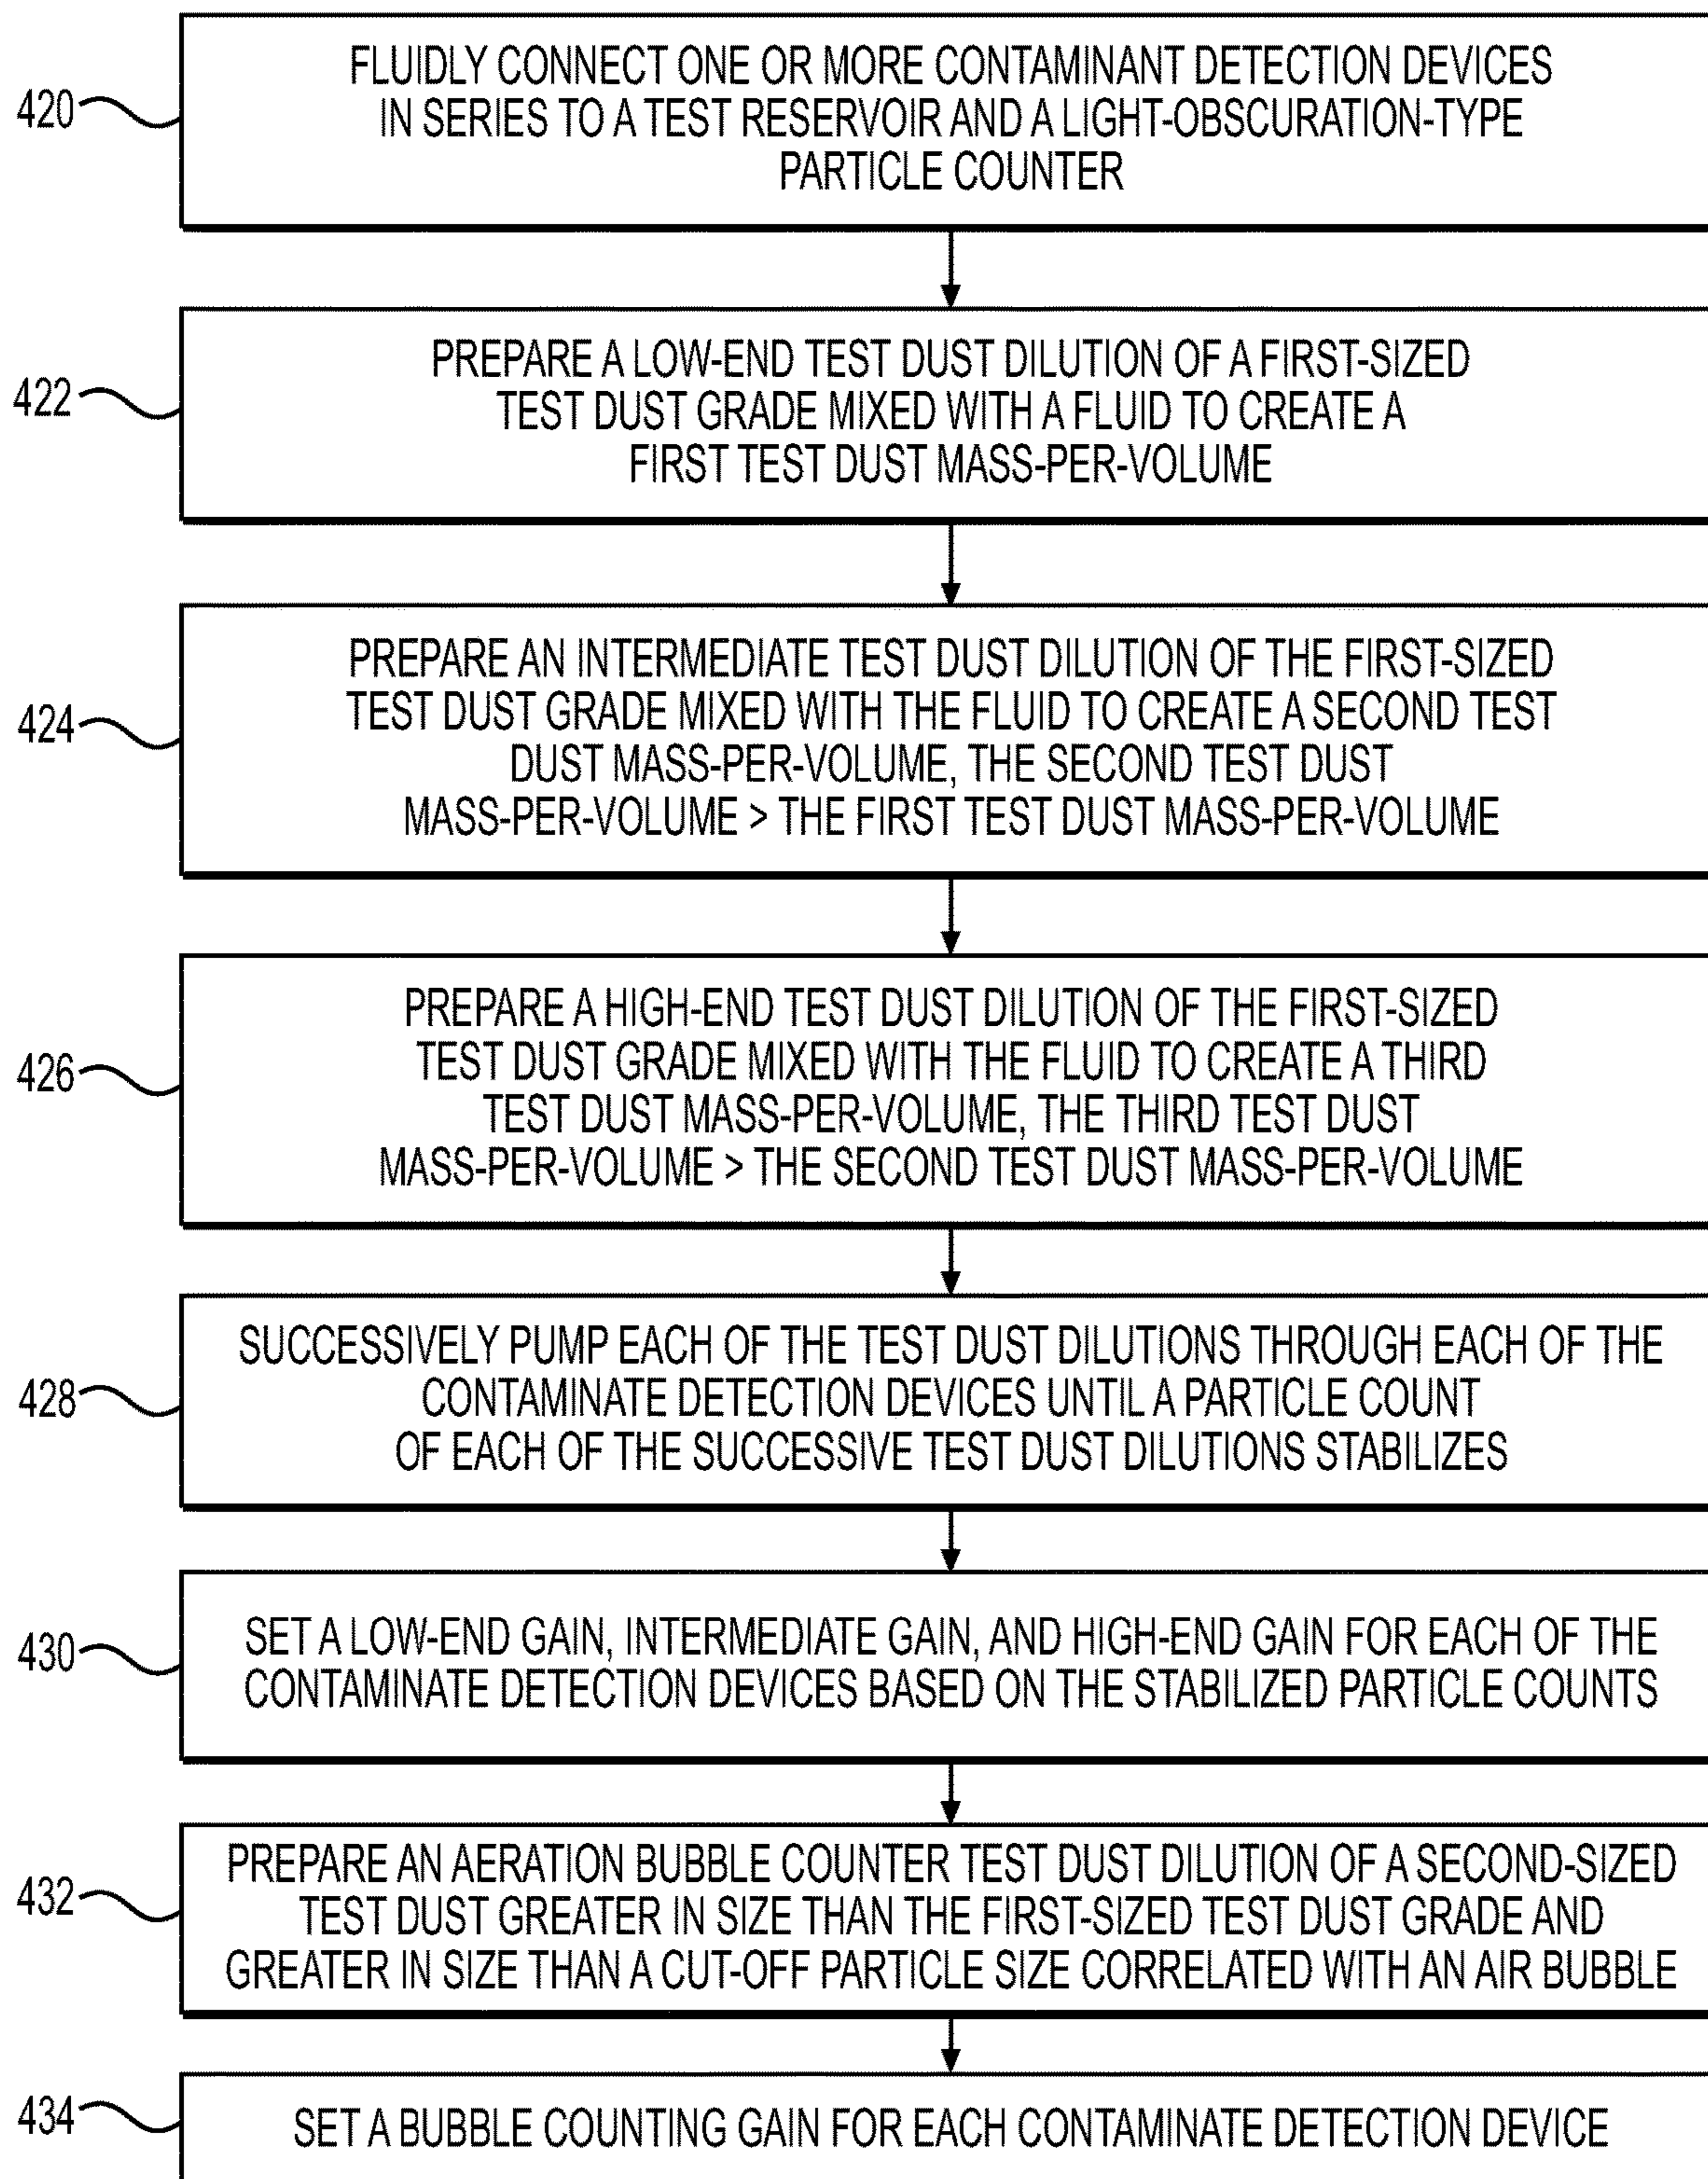 420
FLUIDLY CONNECT ONE OR MORE CONTAMINANT DETECTION DEVICES
IN SERIES TO A TEST RESERVOIR AND A LIGHT-OBSCURATION-TYPE
PARTICLE COUNTER
422
PREPARE A LOW-END TEST DUST DILUTION OF A FIRST-SIZED
TEST DUST GRADE MIXED WITH A FLUID TO CREATE A
FIRST TEST DUST MASS-PER-VOLUME
424
PREPARE AN INTERMEDIATE TEST DUST DILUTION OF THE FIRST-SIZED
TEST DUST GRADE MIXED WITH THE FLUID TO CREATE A SECOND TEST
DUST MASS-PER-VOLUME, THE SECOND TEST DUST
MASS-PER-VOLUME > THE FIRST TEST DUST MASS-PER-VOLUME
426
PREPARE A HIGH-END TEST DUST DILUTION OF THE FIRST-SIZED
TEST DUST GRADE MIXED WITH THE FLUID TO CREATE A THIRD
TEST DUST MASS-PER-VOLUME, THE THIRD TEST DUST
MASS-PER-VOLUME > THE SECOND TEST DUST MASS-PER-VOLUME
428
SUCCESSIVELY PUMP EACH OF THE TEST DUST DILUTIONS THROUGH EACH OF THE
CONTAMINATE DETECTION DEVICES UNTIL A PARTICLE COUNT
OF EACH OF THE SUCCESSIVE TEST DUST DILUTIONS STABILIZES
430
SET A LOW-END GAIN, INTERMEDIATE GAIN, AND HIGH-END GAIN FOR EACH OF THE
CONTAMINATE DETECTION DEVICES BASED ON THE STABILIZED PARTICLE COUNTS
432
PREPARE AN AERATION BUBBLE COUNTER TEST DUST DILUTION OF A SECOND-SIZED
TEST DUST GREATER IN SIZE THAN THE FIRST-SIZED TEST DUST GRADE AND
GREATER IN SIZE THAN A CUT-OFF PARTICLE SIZE CORRELATED WITH AN AIR BUBBLE
434
SET A BUBBLE COUNTING GAIN FOR EACH CONTAMINATE DETECTION DEVICE